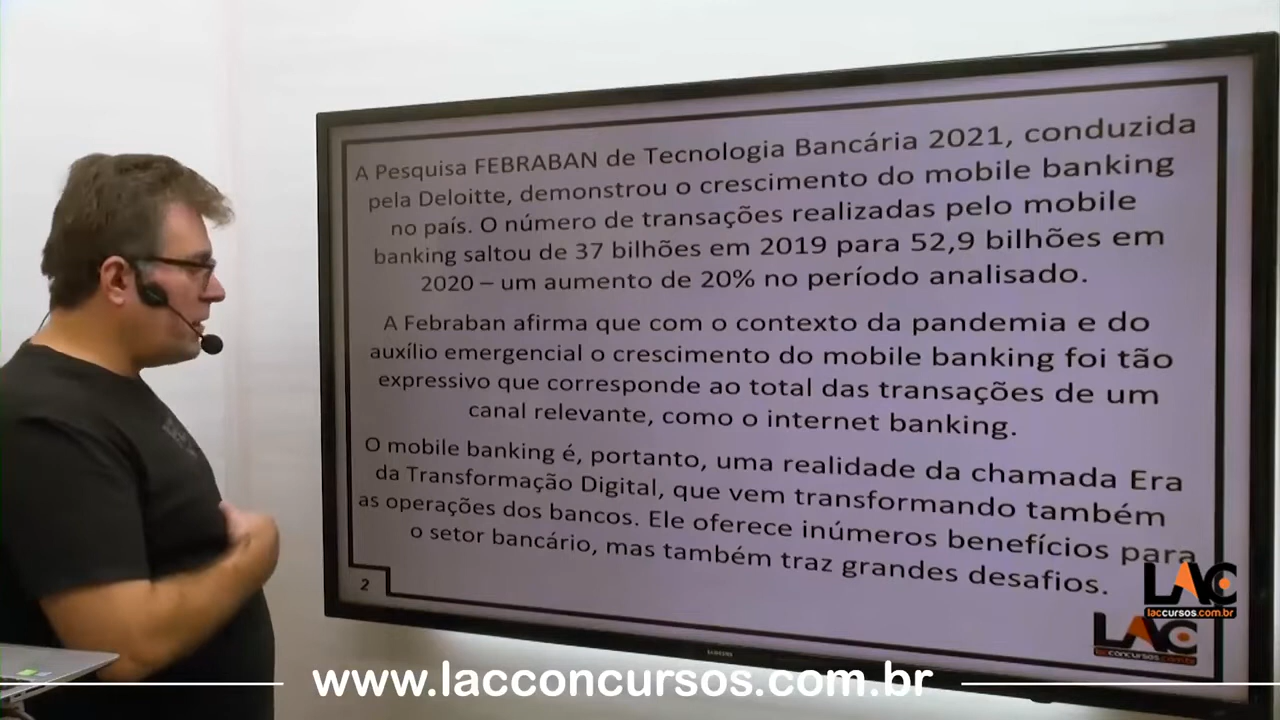 A Pesquisa FEBRABAN de Tecnologia Bancária 2021, conduzida
pela Deloitte, demonstrou o crescimento do mobile banking
no país. O número de transações realizadas pelo mobile
banking saltou de 37 bilhões em 2019 para 52,9 bilhões em
2020 – um aumento de 20% no período analisado.
A Febraban afirma que com o contexto da pandemia e do
auxílio emergencial o crescimento do mobile banking foi tão
expressivo que corresponde ao total das transações de um
canal relevante, como o internet banking.
O mobile banking é, portanto, uma realidade da chamada Era
da Transformação Digital, que vem transformando também
as operações dos bancos. Ele oferece inúmeros benefícios para
o setor bancário, mas também traz grandes desafios.
2
LAC
laccursos.com.br
LAC
lacconcursos.com.br
SAMSUNG
www.lacconcursos.com.br